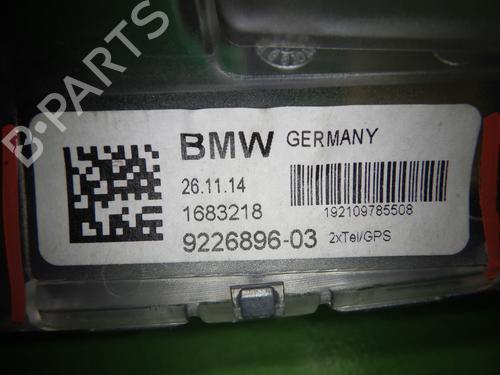 BMW GERMANY
26.11.14
1683218
192109785508
9226896-03 2xTel/GPS
B-PARTS